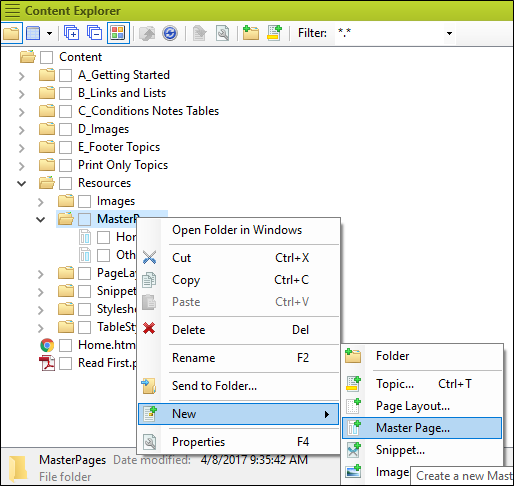 Content Explorer
Filter: *.*
Content
A_Getting Started
B_Links and Lists
C_Conditions Notes Tables
D_Images
E_Footer Topics
Print Only Topics
Resources
Images
MasterP
Hon
Oth
PageLay
Snippet
Styleshe
TableSty
Home.htm
Read First.p
Open Folder in Windows
Cut Ctrl+X
Copy Ctrl+C
Paste Ctrl+V
Delete Del
Rename F2
Send to Folder...
New
Properties F4
Folder
Topic... Ctrl+T
Page Layout...
Master Page...
Snippet...
Image
Create a new Mast
MasterPages Date modified: 4/8/2017 9:35:42 AM
File folder